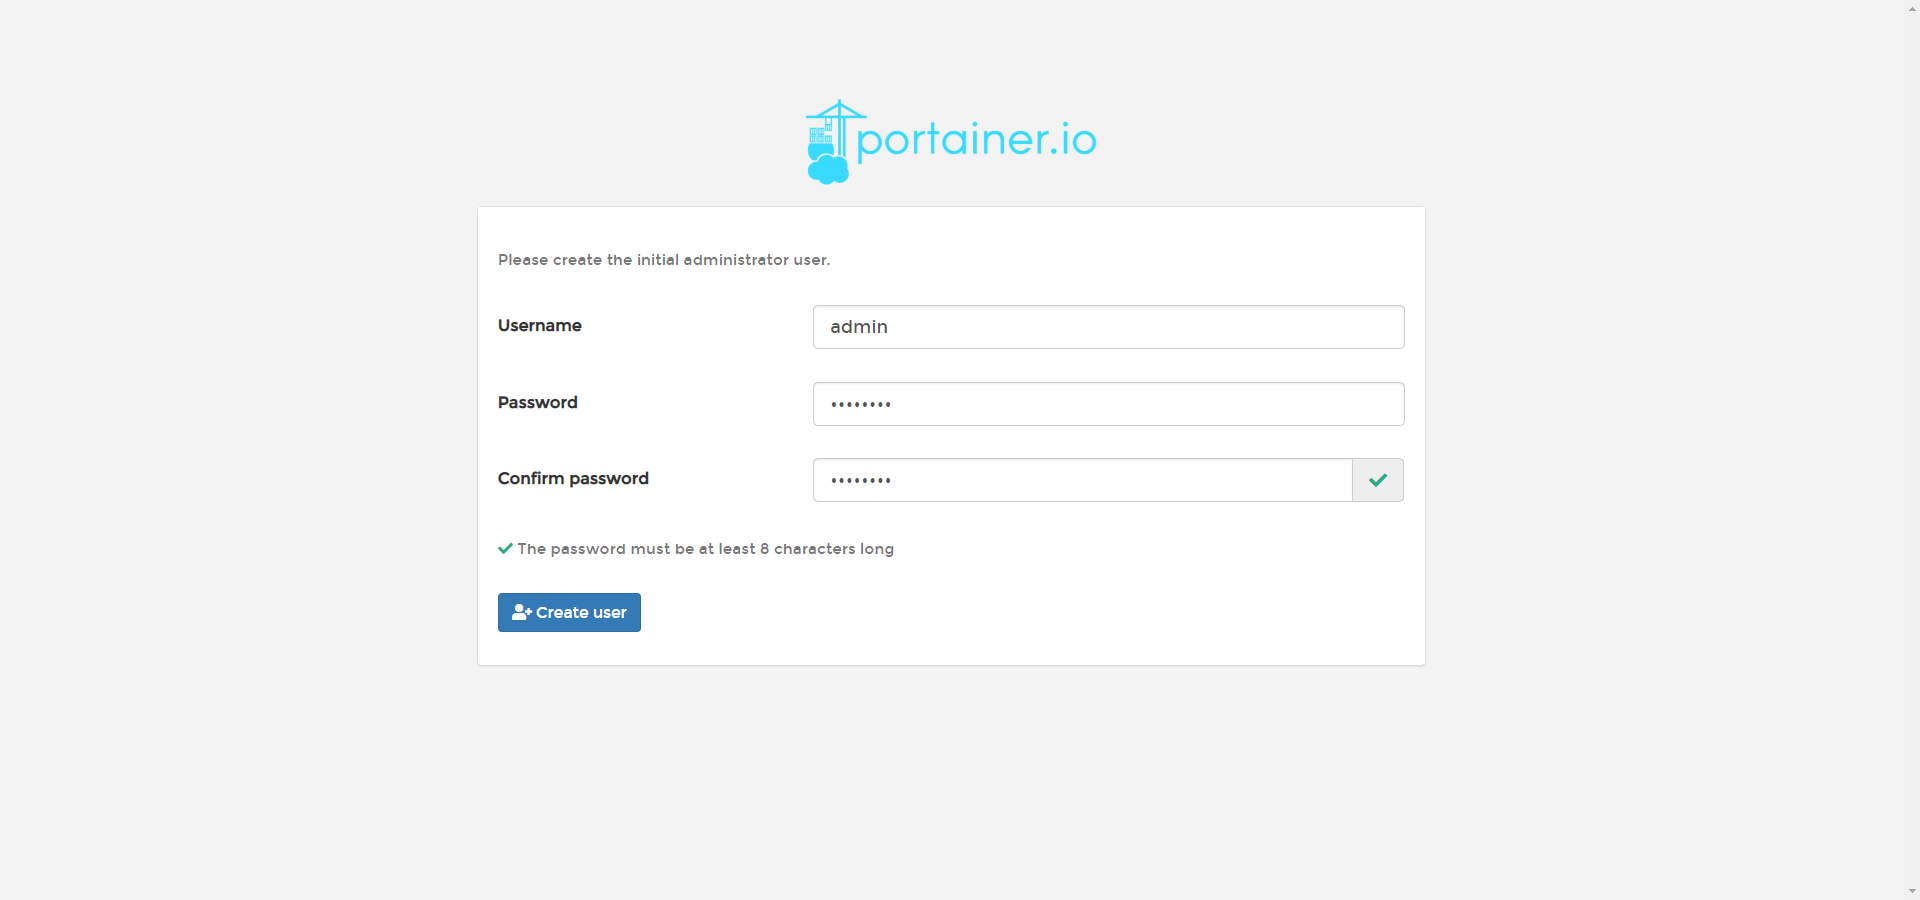 portainer.io
Please create the initial administrator user.
Username
admin
Password
••••••••
Confirm password
••••••••
The password must be at least 8 characters long
Create user